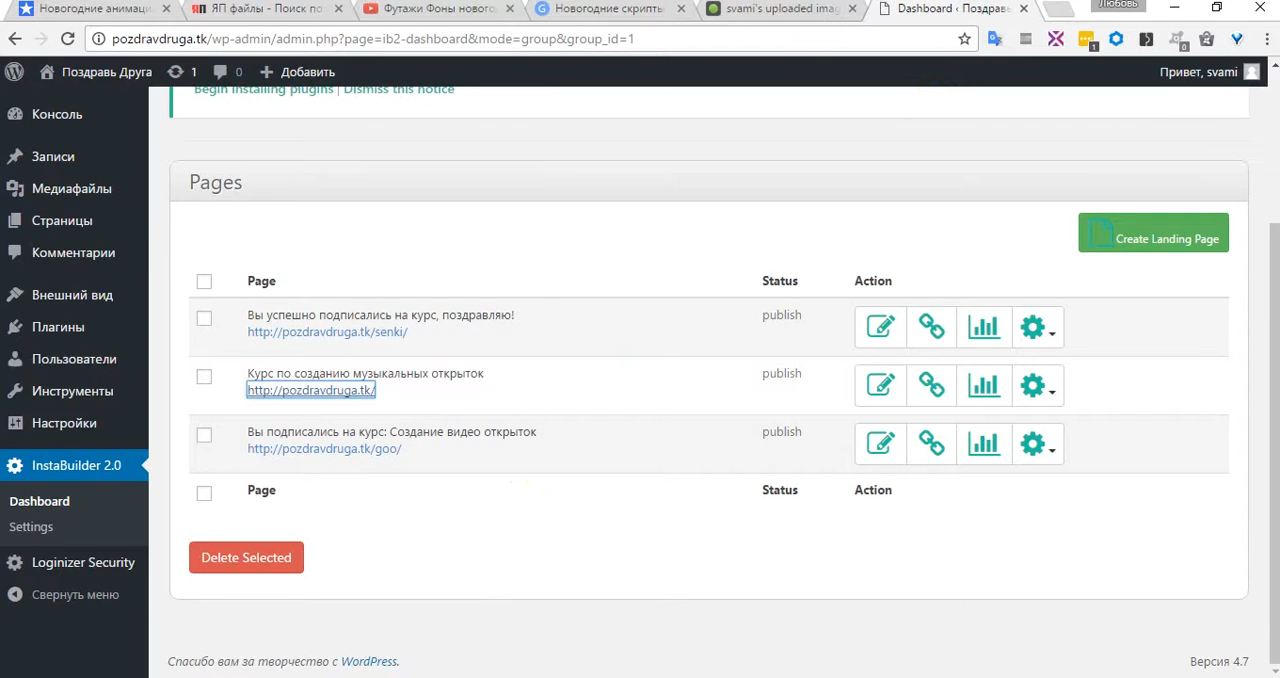 Новогодние анимаци
ЯП файлы - Поиск по
Футажи Фоны нового
Новогодние скрипты
svami's uploaded imag
Dashboard ‹ Поздравь
Любовь
pozdravdruga.tk/wp-admin/admin.php?page=ib2-dashboard&mode=group&group_id=1
Поздравь Друга
1
0
Добавить
Привет, svami
Begin installing plugins | Dismiss this notice
Консоль
Записи
Медиафайлы
Страницы
Комментарии
Внешний вид
Плагины
Пользователи
Инструменты
Настройки
InstaBuilder 2.0
Dashboard
Settings
Loginizer Security
Свернуть меню
Pages
Create Landing Page
Page Status Action
Вы успешно подписались на курс, поздравляю! publish
http://pozdravdruga.tk/senki/
Курс по созданию музыкальных открыток publish
http://pozdravdruga.tk/
Вы подписались на курс: Создание видео открыток publish
http://pozdravdruga.tk/goo/
Page Status Action
Delete Selected
Спасибо вам за творчество с WordPress.
Версия 4.7